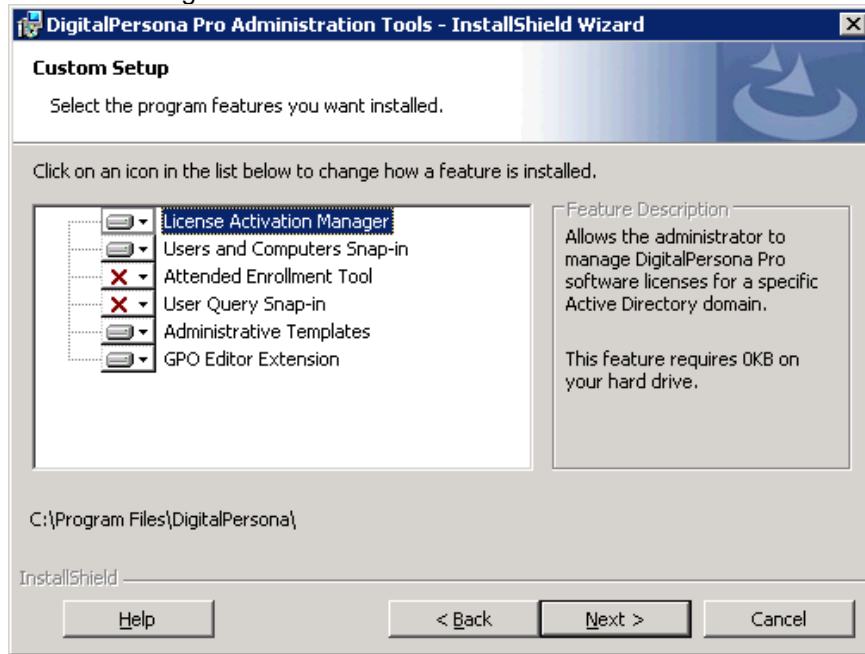 DigitalPersona Pro Administration Tools - InstallShield Wizard
Custom Setup
Select the program features you want installed.
Click on an icon in the list below to change how a feature is installed.
License Activation Manager
Users and Computers Snap-in
Attended Enrollment Tool
User Query Snap-in
Administrative Templates
GPO Editor Extension
Feature Description
Allows the administrator to
manage DigitalPersona Pro
software licenses for a specific
Active Directory domain.
This feature requires 0KB on
your hard drive.
C:\Program Files\DigitalPersona\
InstallShield
Help
< Back
Next >
Cancel